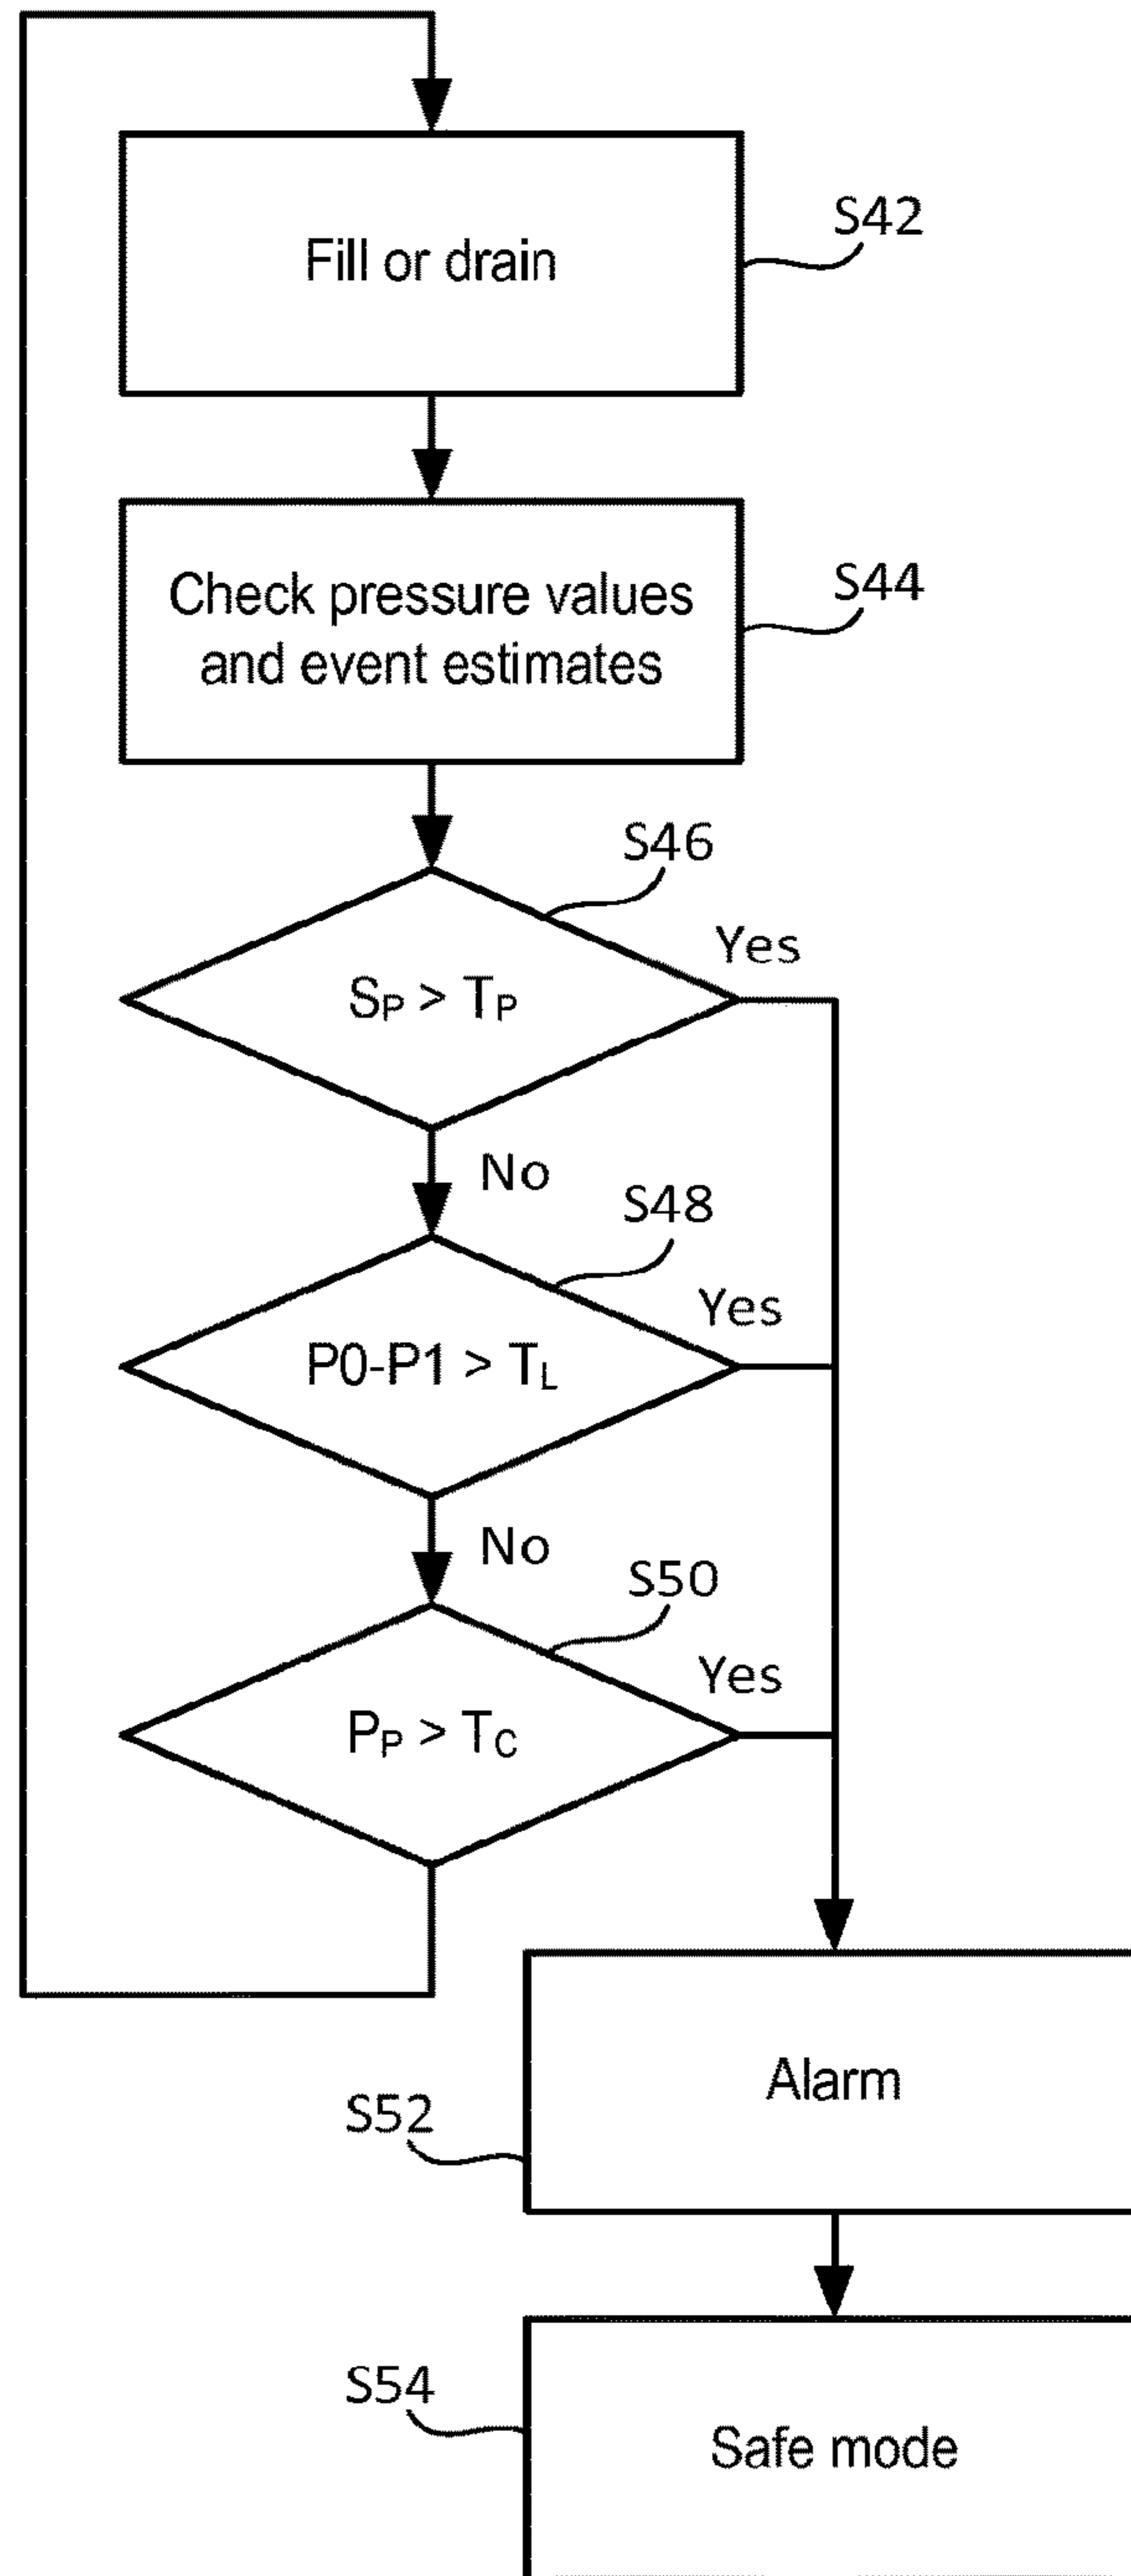 Fill or drain
S42
Check pressure values
and event estimates
S44
S46
Yes
SP > TP
No
S48
Yes
P0-P1 > TL
No
S50
Yes
PP > TC
Alarm
S52
S54
Safe mode